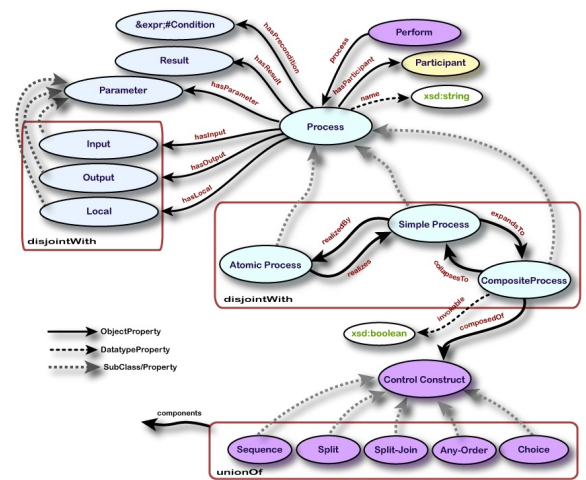 &expr;#Condition
hasPrecondition
process
Perform
Result
hasResult
hasParticipant
Participant
Parameter
hasParameter
name
xsd:string
Process
Input
hasInput
Output
hasOutput
Local
hasLocal
disjointWith
Simple Process
expandsTo
realizedBy
Atomic Process
realizes
collapsesTo
CompositeProcess
disjointWith
invokable
composedOf
xsd:boolean
ObjectProperty
DatatypeProperty
SubClass/Property
Control Construct
components
Sequence
Split
Split-Join
Any-Order
Choice
unionOf